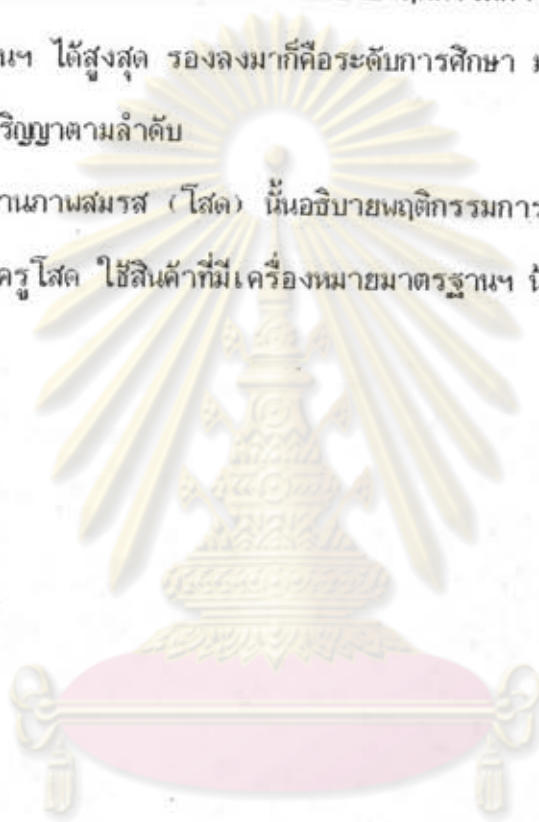 นฯ ได้สูงสุด รองลงมาก็คือระดับการศึกษา
ริญญาตามลำดับ
านภาพสมรส (โสด) นั้นอธิบายพฤติกรรมการ
ครูโสด ใช้สินค้าที่มีเครื่องหมายมาตรฐานฯ